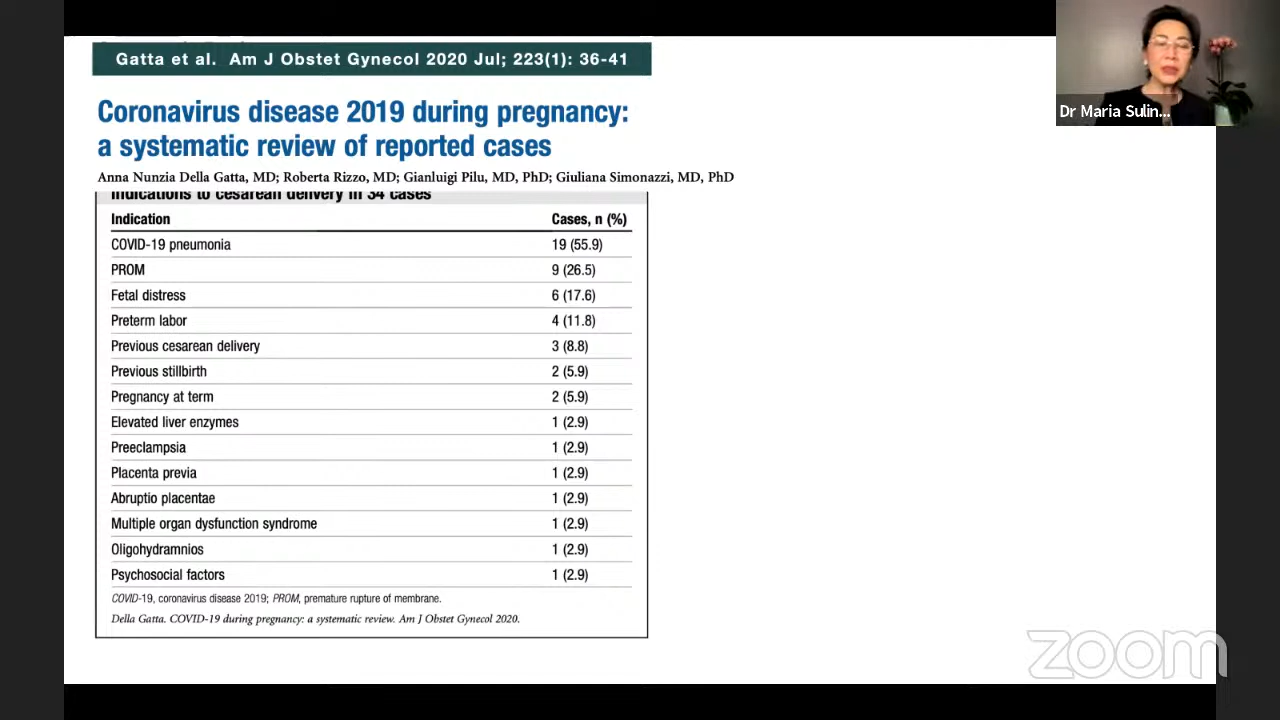 Gatta et al. Am J Obstet Gynecol 2020 Jul; 223(1): 36-41
Coronavirus disease 2019 during pregnancy:
a systematic review of reported cases
Anna Nunzia Della Gatta, MD; Roberta Rizzo, MD; Gianluigi Pilu, MD, PhD; Giuliana Simonazzi, MD, PhD
Indications to cesarean delivery in 34 cases
Indication Cases, n (%)
COVID-19 pneumonia 19 (55.9)
PROM 9 (26.5)
Fetal distress 6 (17.6)
Preterm labor 4 (11.8)
Previous cesarean delivery 3 (8.8)
Previous stillbirth 2 (5.9)
Pregnancy at term 2 (5.9)
Elevated liver enzymes 1 (2.9)
Preeclampsia 1 (2.9)
Placenta previa 1 (2.9)
Abruptio placentae 1 (2.9)
Multiple organ dysfunction syndrome 1 (2.9)
Oligohydramnios 1 (2.9)
Psychosocial factors 1 (2.9)
COVID-19, coronavirus disease 2019; PROM, premature rupture of membrane.
Della Gatta. COVID-19 during pregnancy: a systematic review. Am J Obstet Gynecol 2020.
Dr Maria Sulin...
zoom